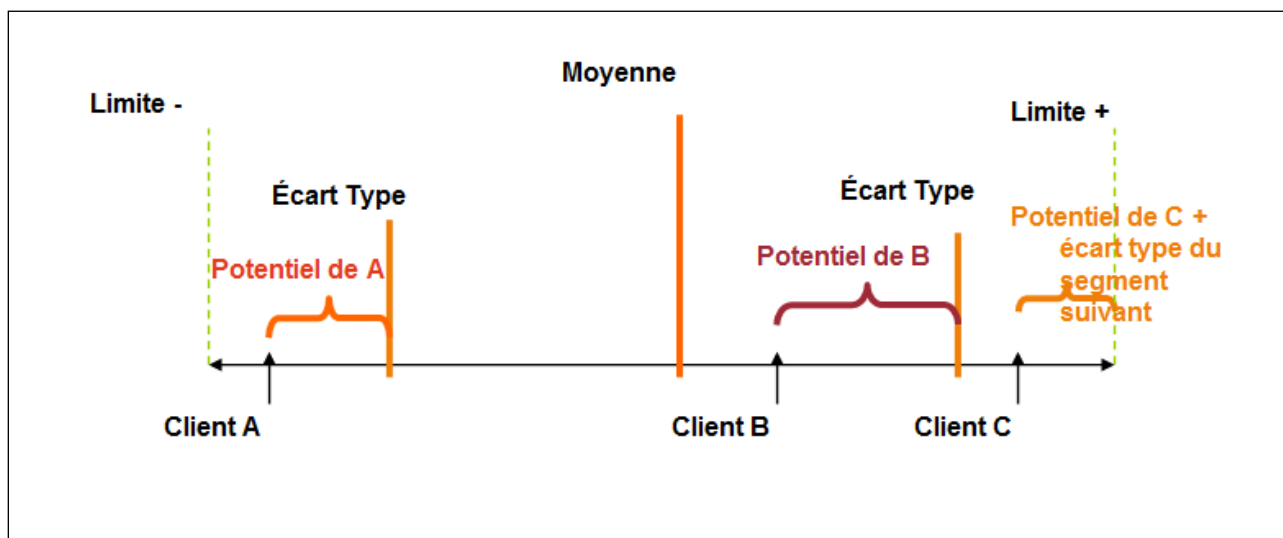 Moyenne
Limite -
Limite +
Écart Type
Écart Type
Potentiel de A
Potentiel de B
Potentiel de C +
écart type du
segment
suivant
Client A
Client B
Client C